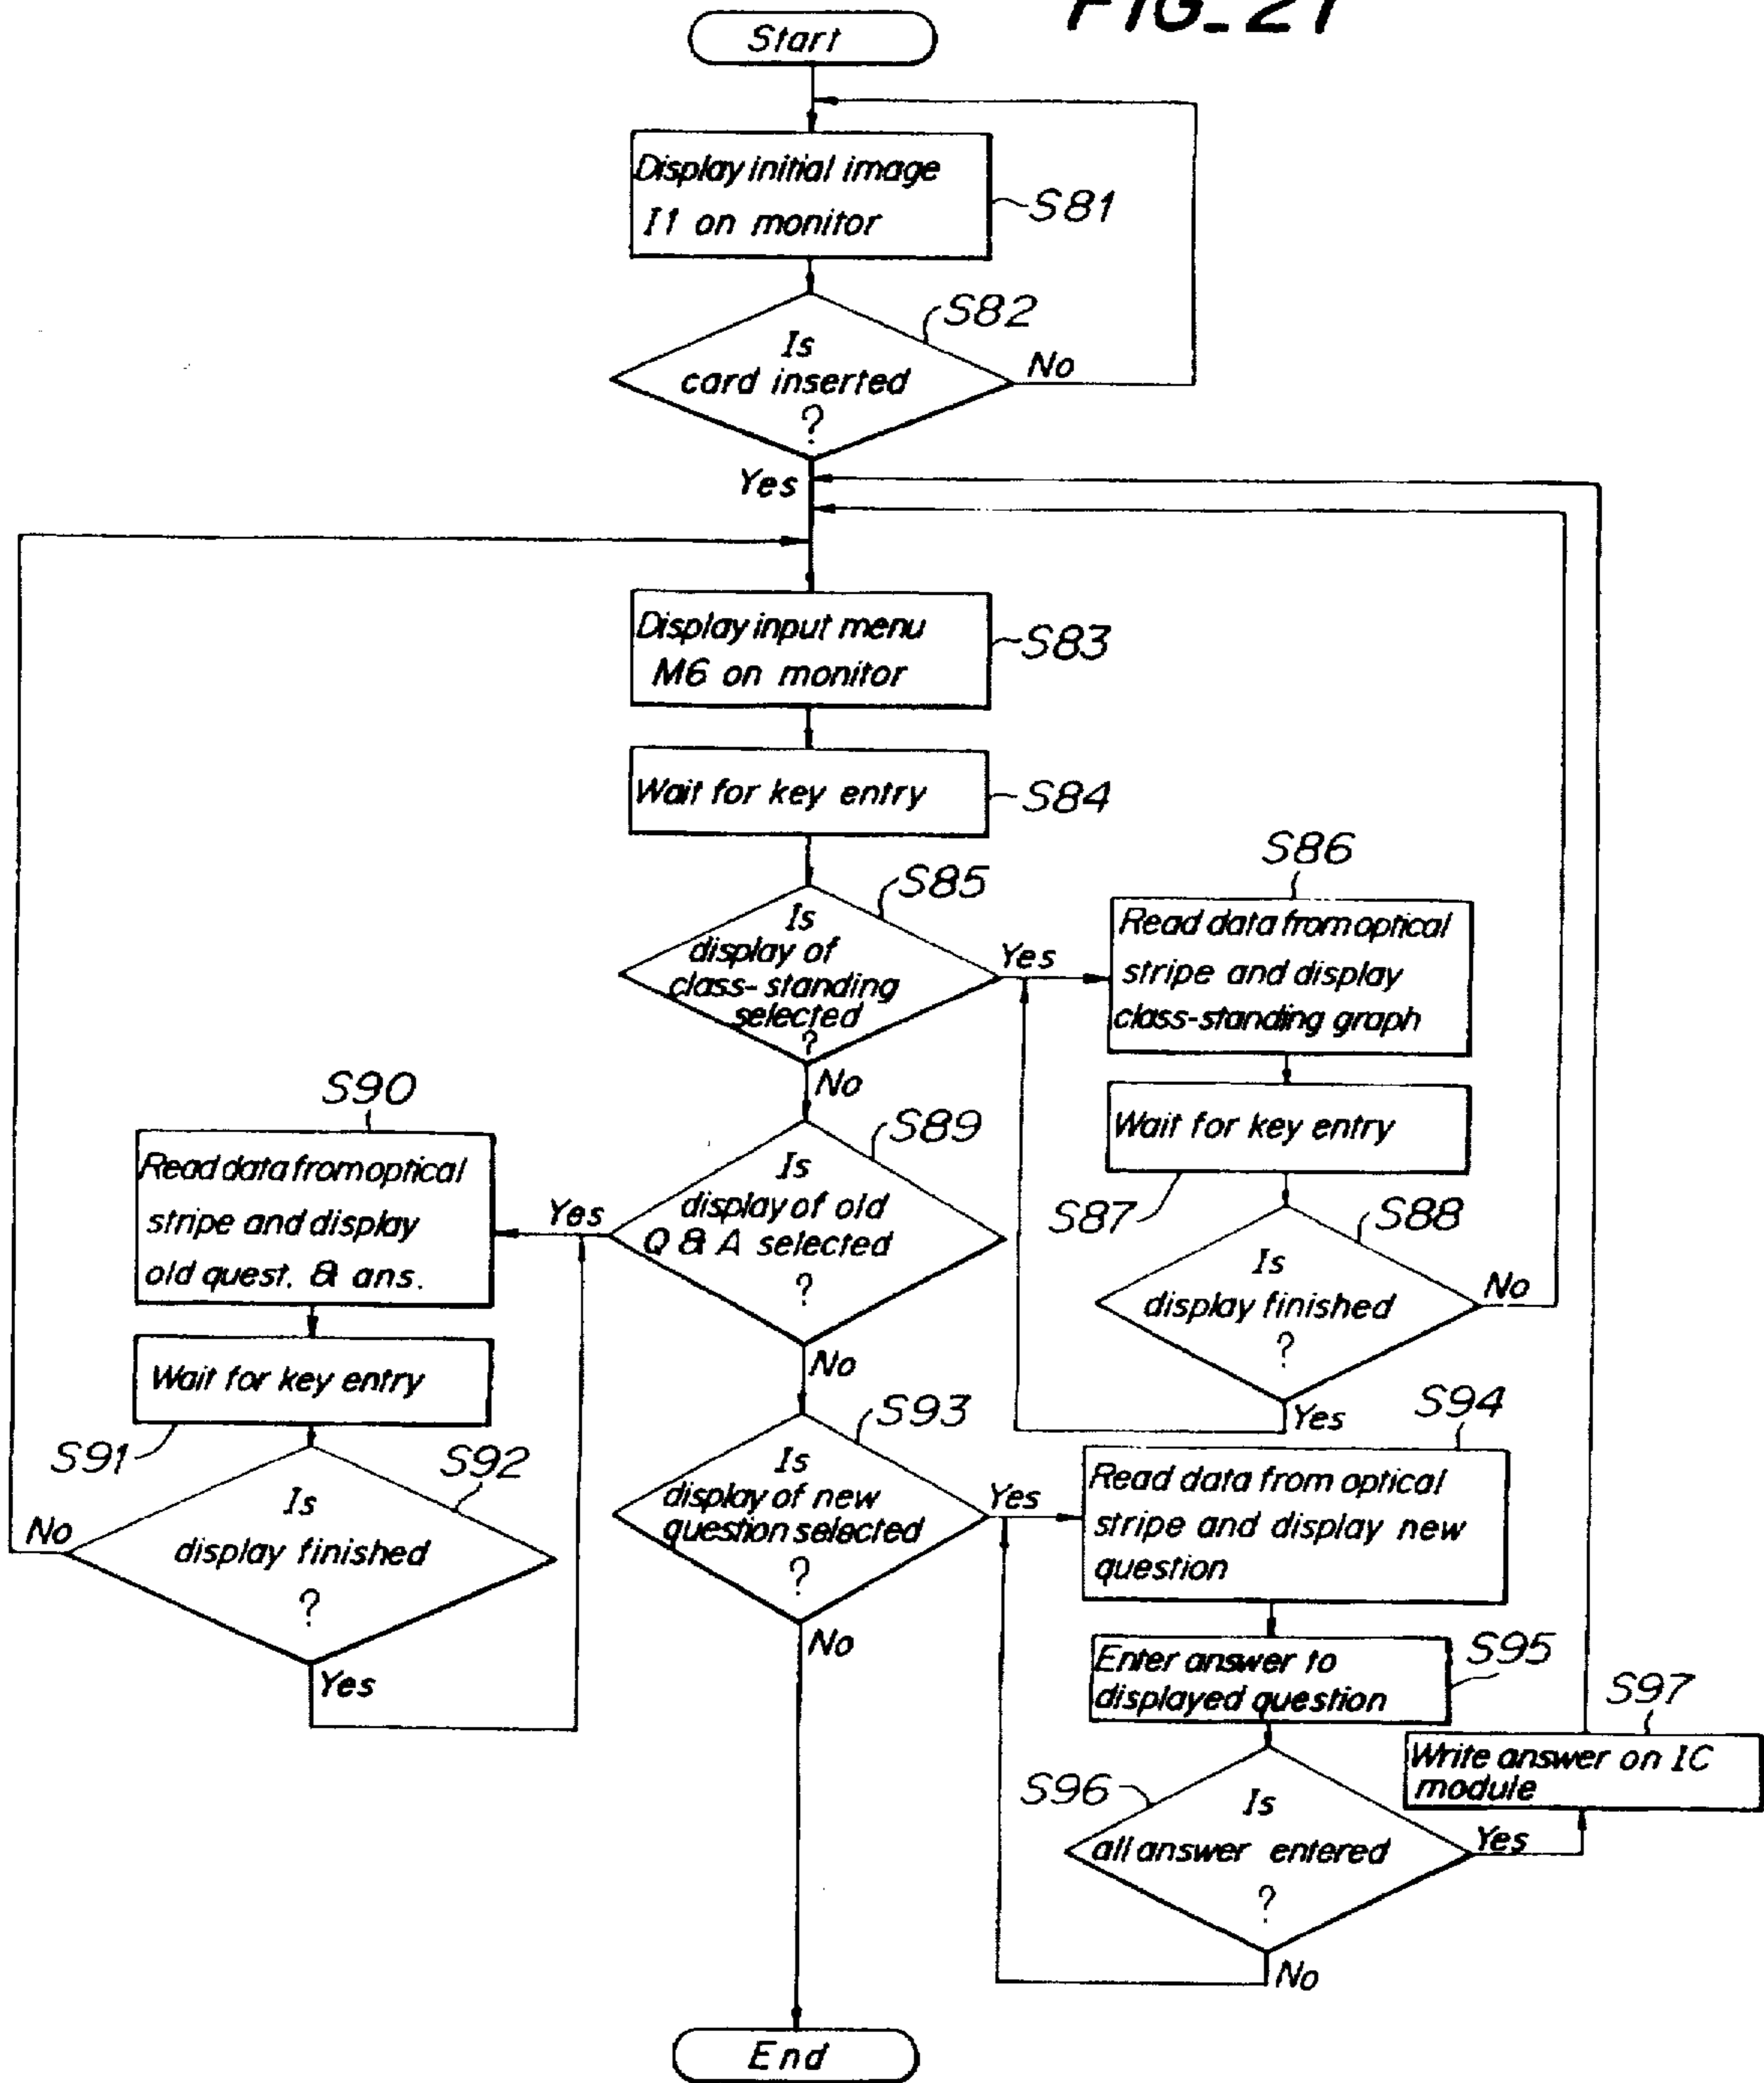 FIG_21
Start
Display initial image
I1 on monitor
S81
S82
Is
card inserted
?
No
Yes
Display input menu
M6 on monitor
S83
Wait for key entry
S84
S85
Is
display of
class-standing
selected
?
Yes
No
S86
Read data from optical
stripe and display
class-standing graph
Wait for key entry
S87
S88
Is
display finished
?
No
Yes
S89
Is
display of old
Q & A selected
?
Yes
No
S90
Read data from optical
stripe and display
old quest. & ans.
Wait for key entry
S91
S92
Is
display finished
?
No
Yes
S93
Is
display of new
question selected
?
Yes
No
S94
Read data from optical
stripe and display new
question
Enter answer to
displayed question
S95
S96
Is
all answer entered
?
Yes
No
S97
Write answer on IC
module
End